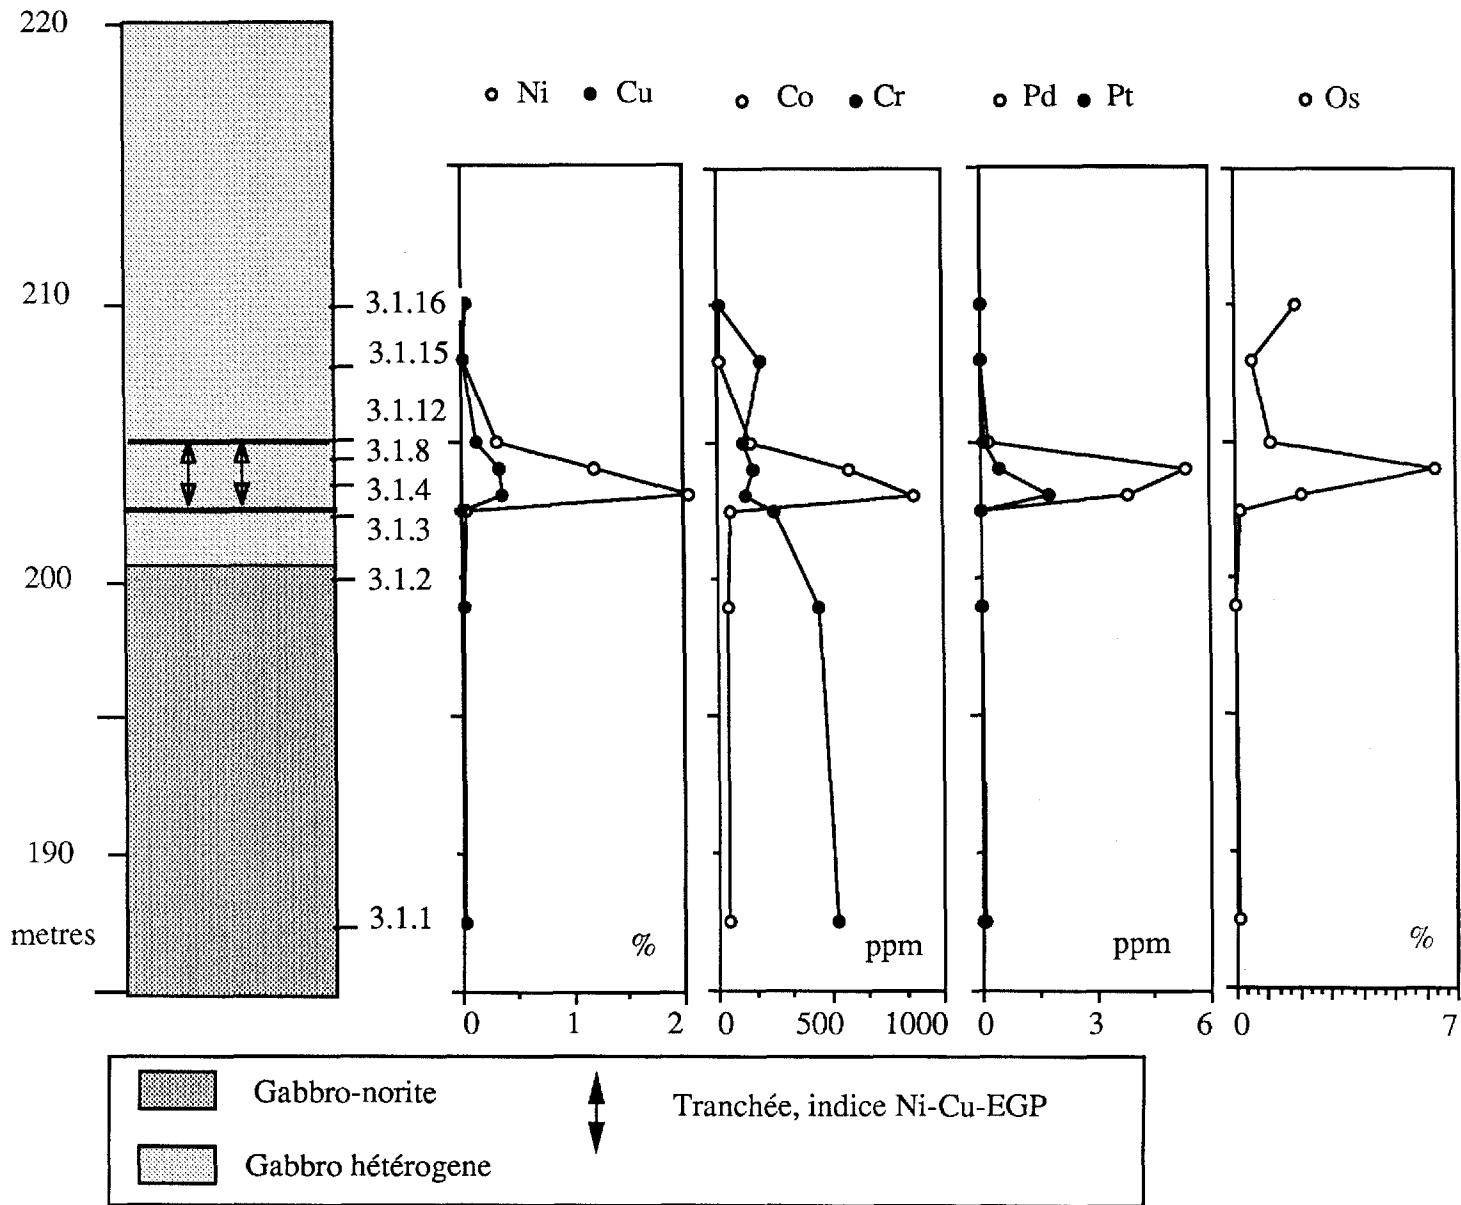 220
Ni Cu
Co Cr
Pd Pt
Os
210
3.1.16
3.1.15
3.1.12
3.1.8
3.1.4
3.1.3
200
3.1.2
190
3.1.1
metres
%
ppm
ppm
%
0 1 2
0 500 1000
0 3 6
0 7
Gabbro-norite
Tranchée, indice Ni-Cu-EGP
Gabbro hétérogene